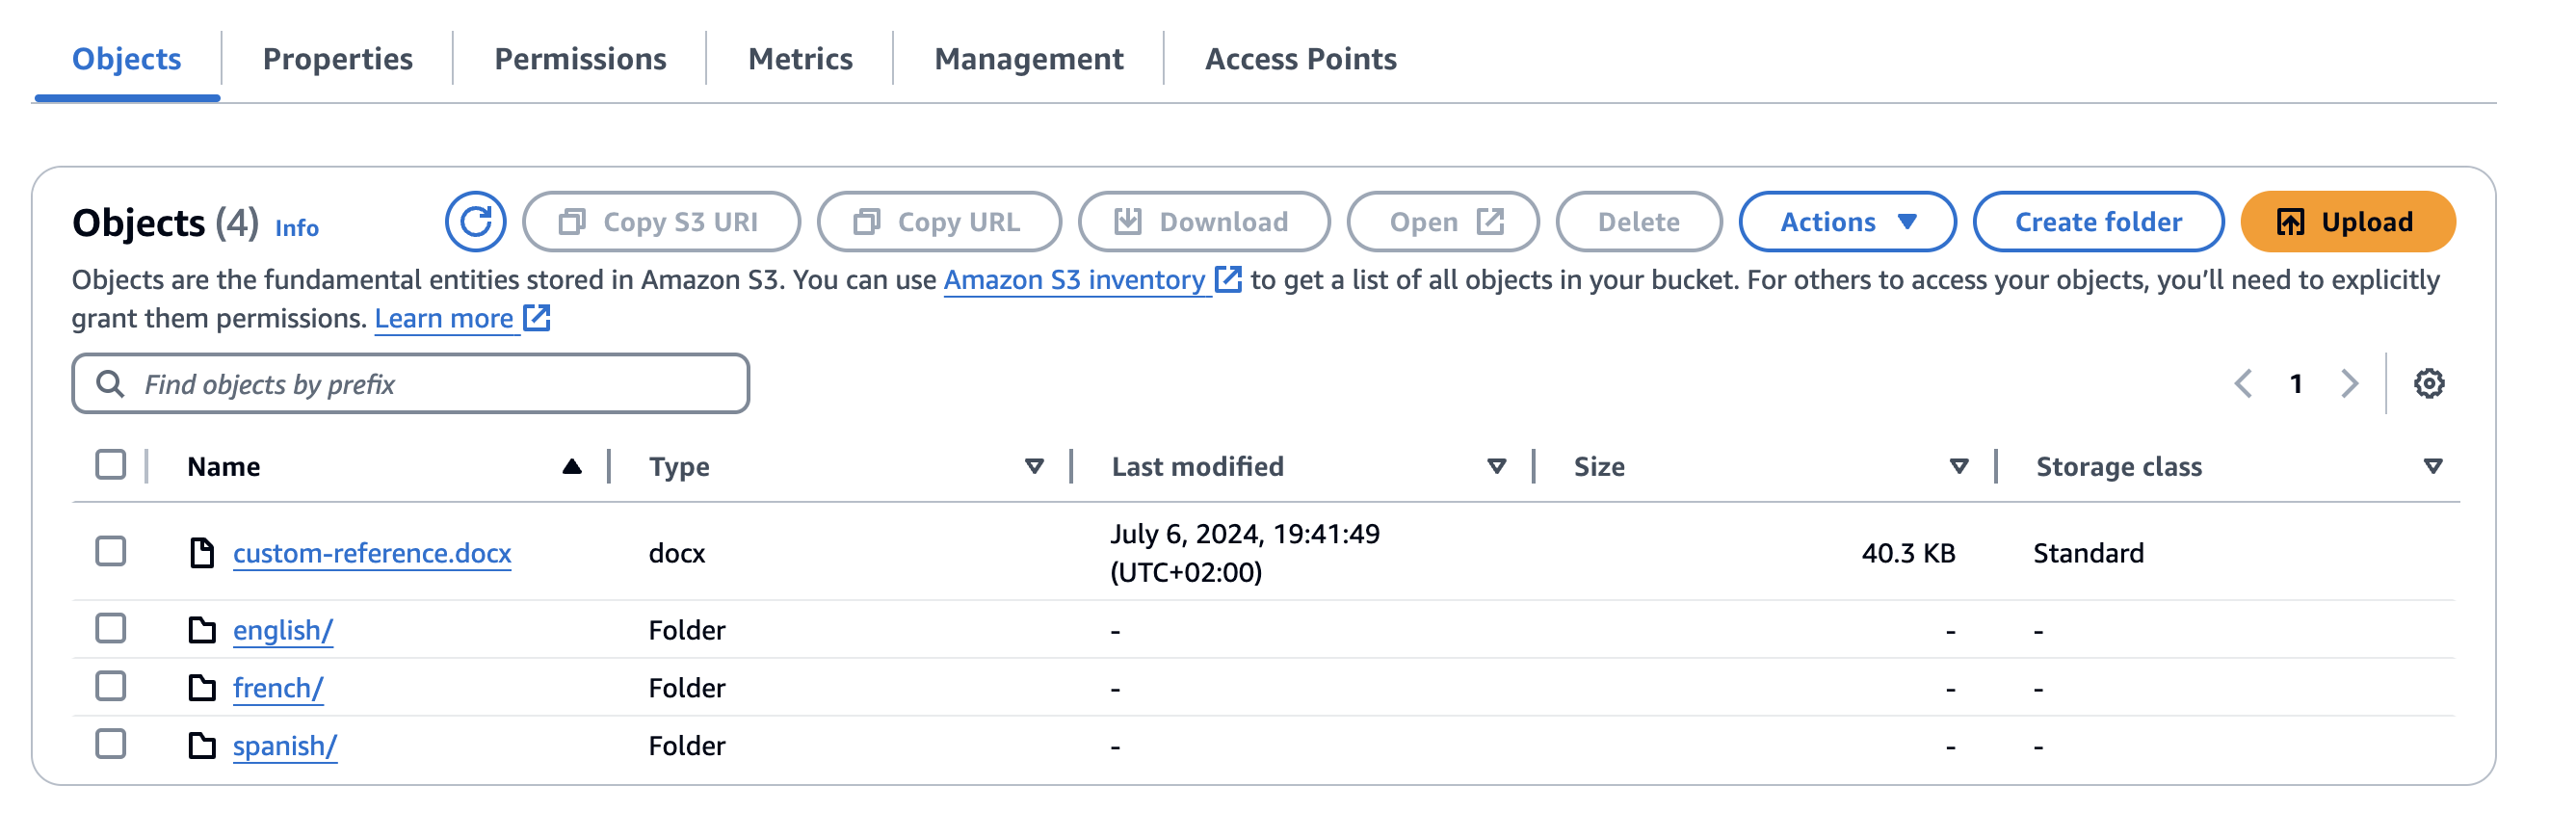 Objects Properties Permissions Metrics Management Access Points
Objects (4) Info Copy S3 URI Copy URL Download Open Delete Actions Create folder Upload
Objects are the fundamental entities stored in Amazon S3. You can use Amazon S3 inventory to get a list of all objects in your bucket. For others to access your objects, you’ll need to explicitly
grant them permissions. Learn more
Find objects by prefix 1
Name Type Last modified Size Storage class
custom-reference.docx docx July 6, 2024, 19:41:49 (UTC+02:00) 40.3 KB Standard
english/ Folder - - -
french/ Folder - - -
spanish/ Folder - - -